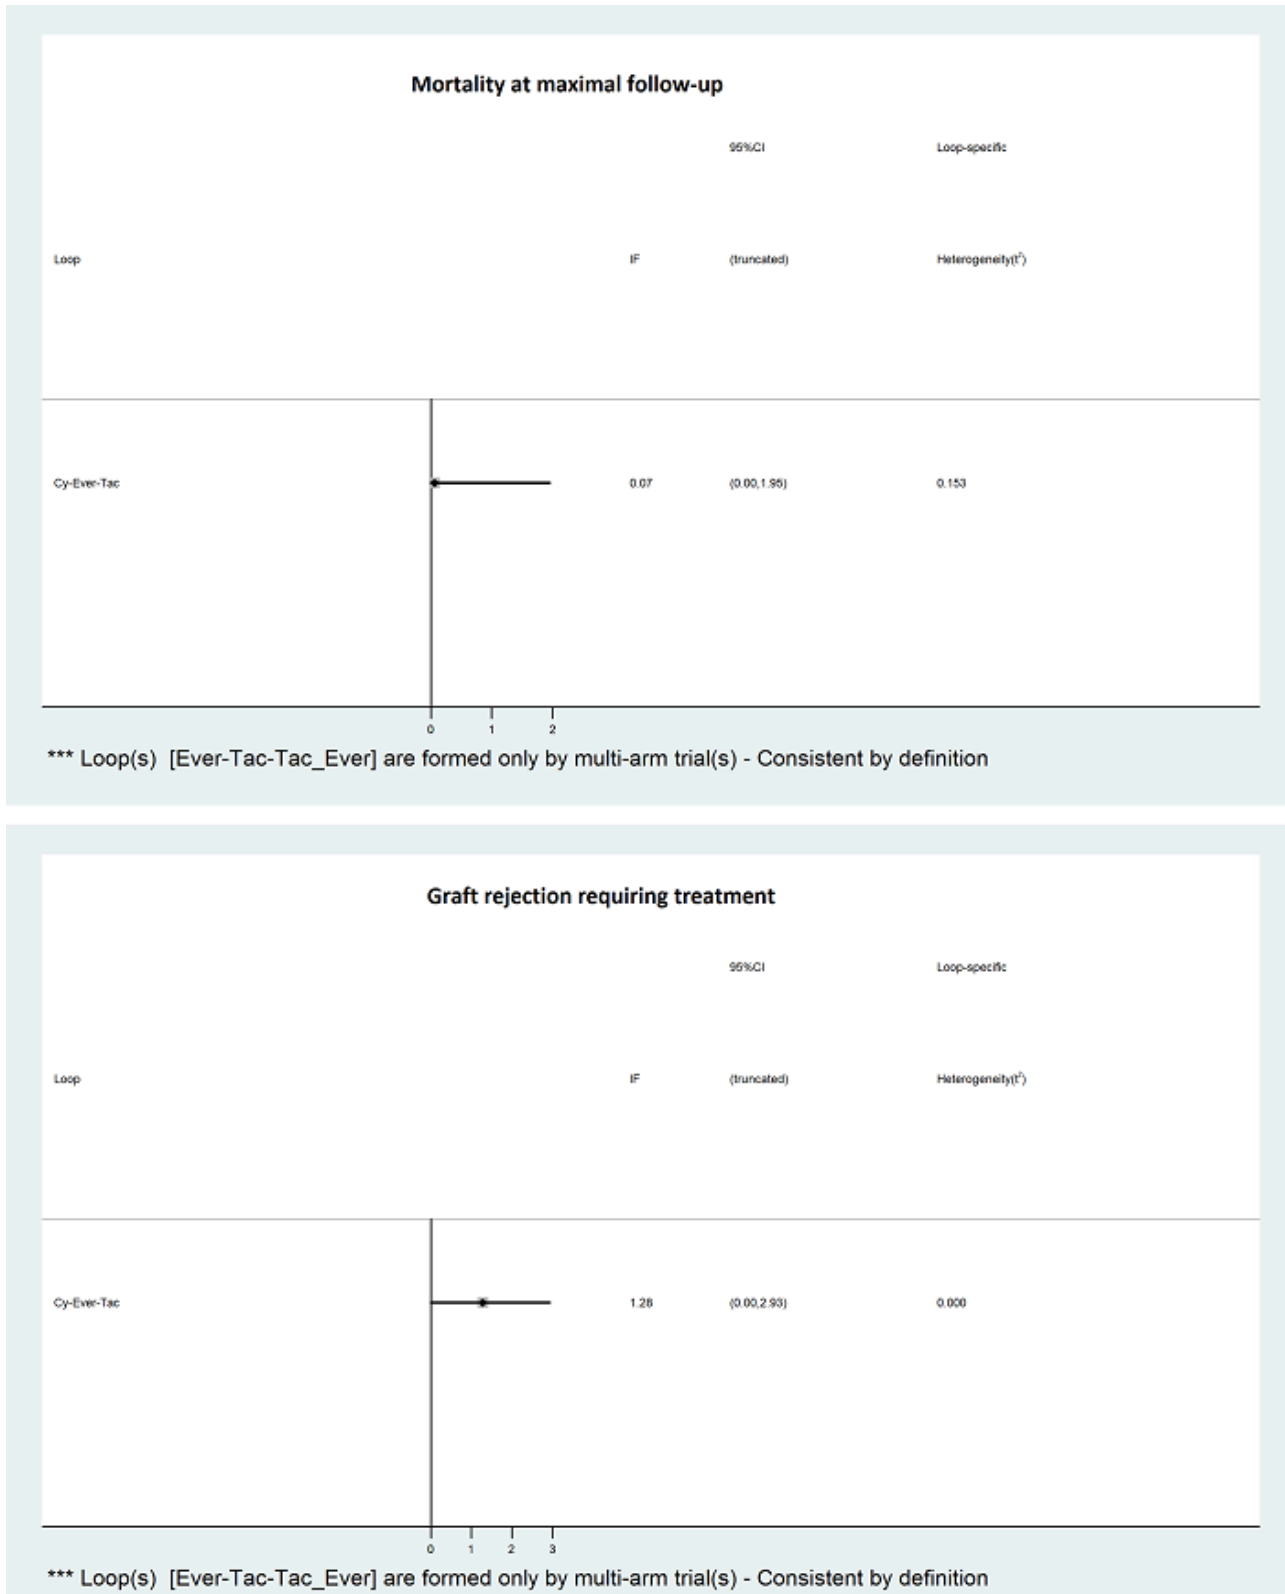 Mortality at maximal follow-up
95%CI Loop-specific
Loop IF (truncated) Heterogeneity(t²)
Cy-Ever-Tac 0.07 (0.00,1.95) 0.153
0 1 2
*** Loop(s) [Ever-Tac-Tac_Ever] are formed only by multi-arm trial(s) - Consistent by definition
Graft rejection requiring treatment
95%CI Loop-specific
Loop IF (truncated) Heterogeneity(t²)
Cy-Ever-Tac 1.28 (0.00,2.93) 0.000
0 1 2 3
*** Loop(s) [Ever-Tac-Tac_Ever] are formed only by multi-arm trial(s) - Consistent by definition